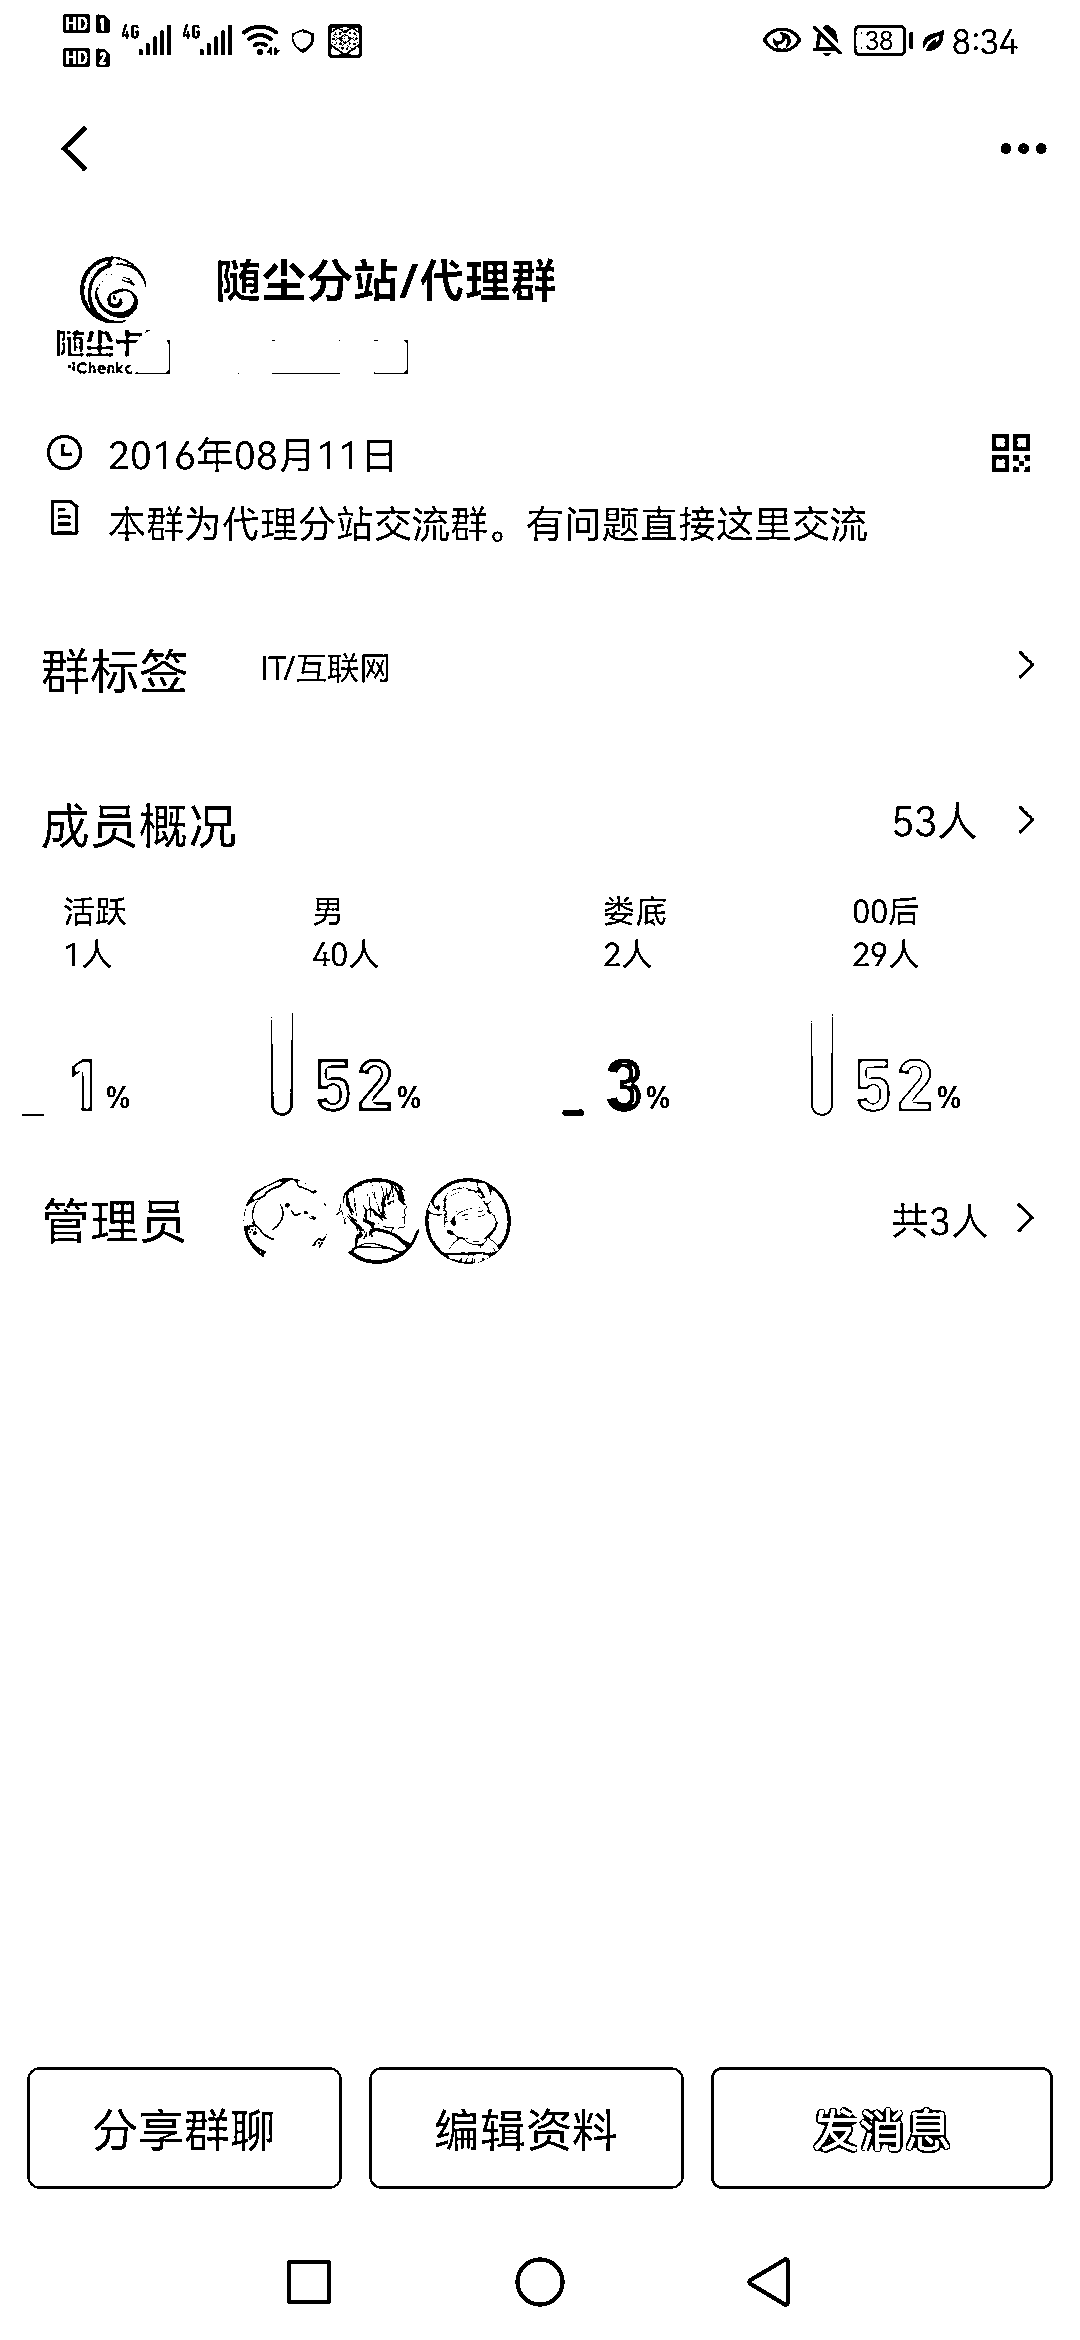 HD 1 4G 4G 38 8:34
HD 2
随尘分站/代理群
随尘卡
iChenk
2016年08月11日
本群为代理分站交流群。有问题直接这里交流
群标签 IT/互联网
成员概况 53人
活跃 男 娄底 00后
1人 40人 2人 29人
1% 52% 3% 52%
管理员 共3人
分享群聊 编辑资料 发消息